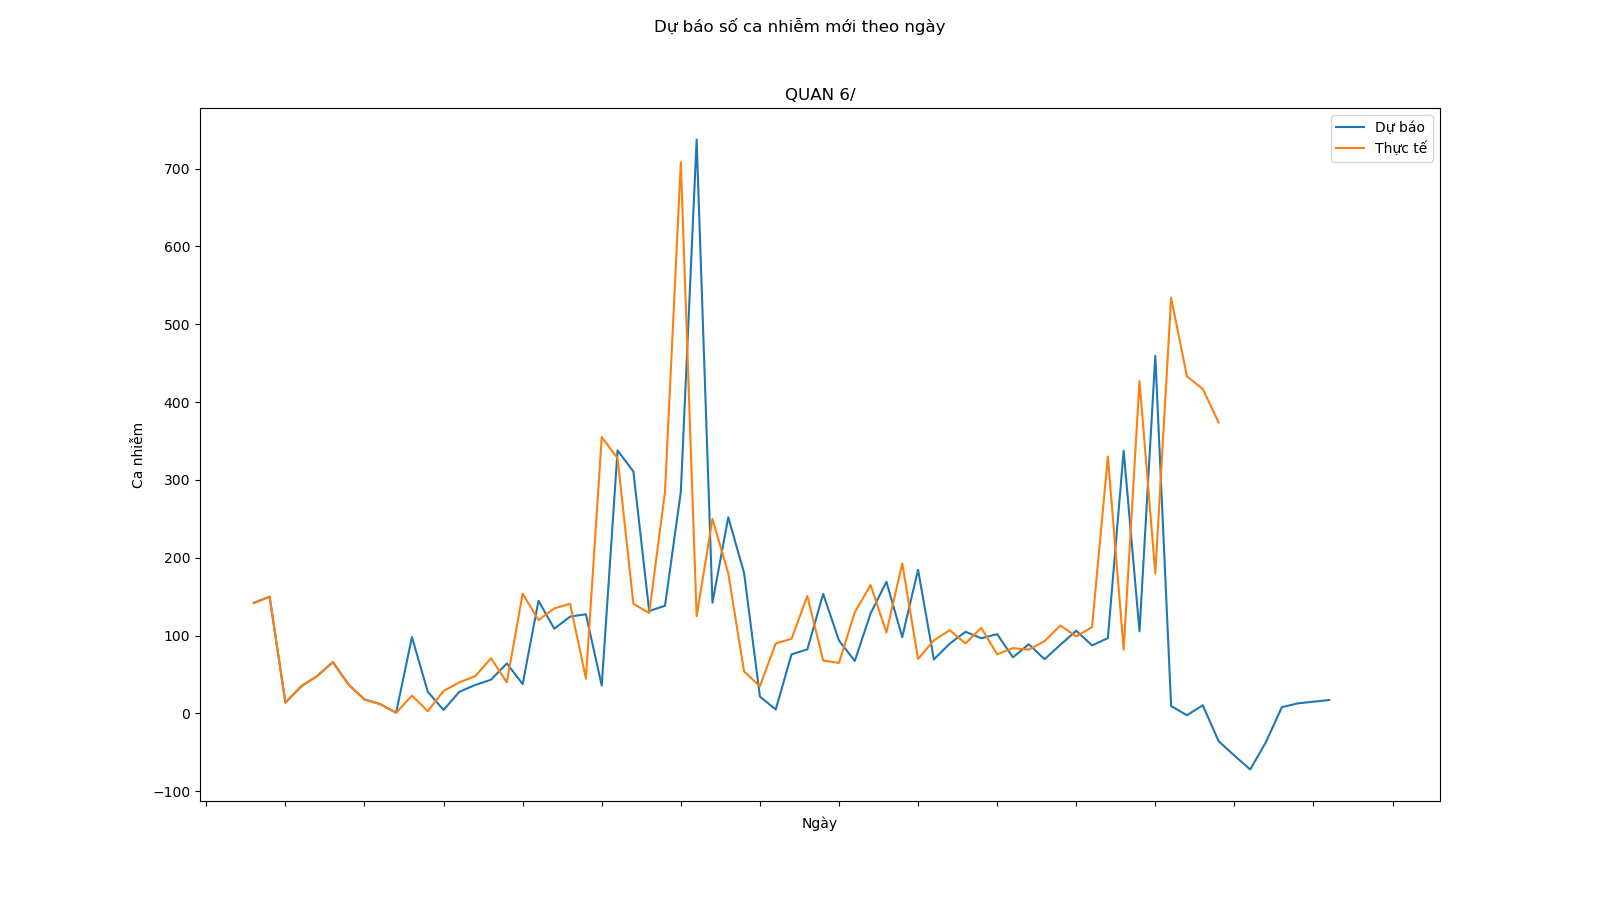 Dự báo số ca nhiễm mới theo ngày
QUAN 6/
Dự báo
Thực tế
700
600
500
400
300
200
100
0
−100
Ca nhiễm
Ngày